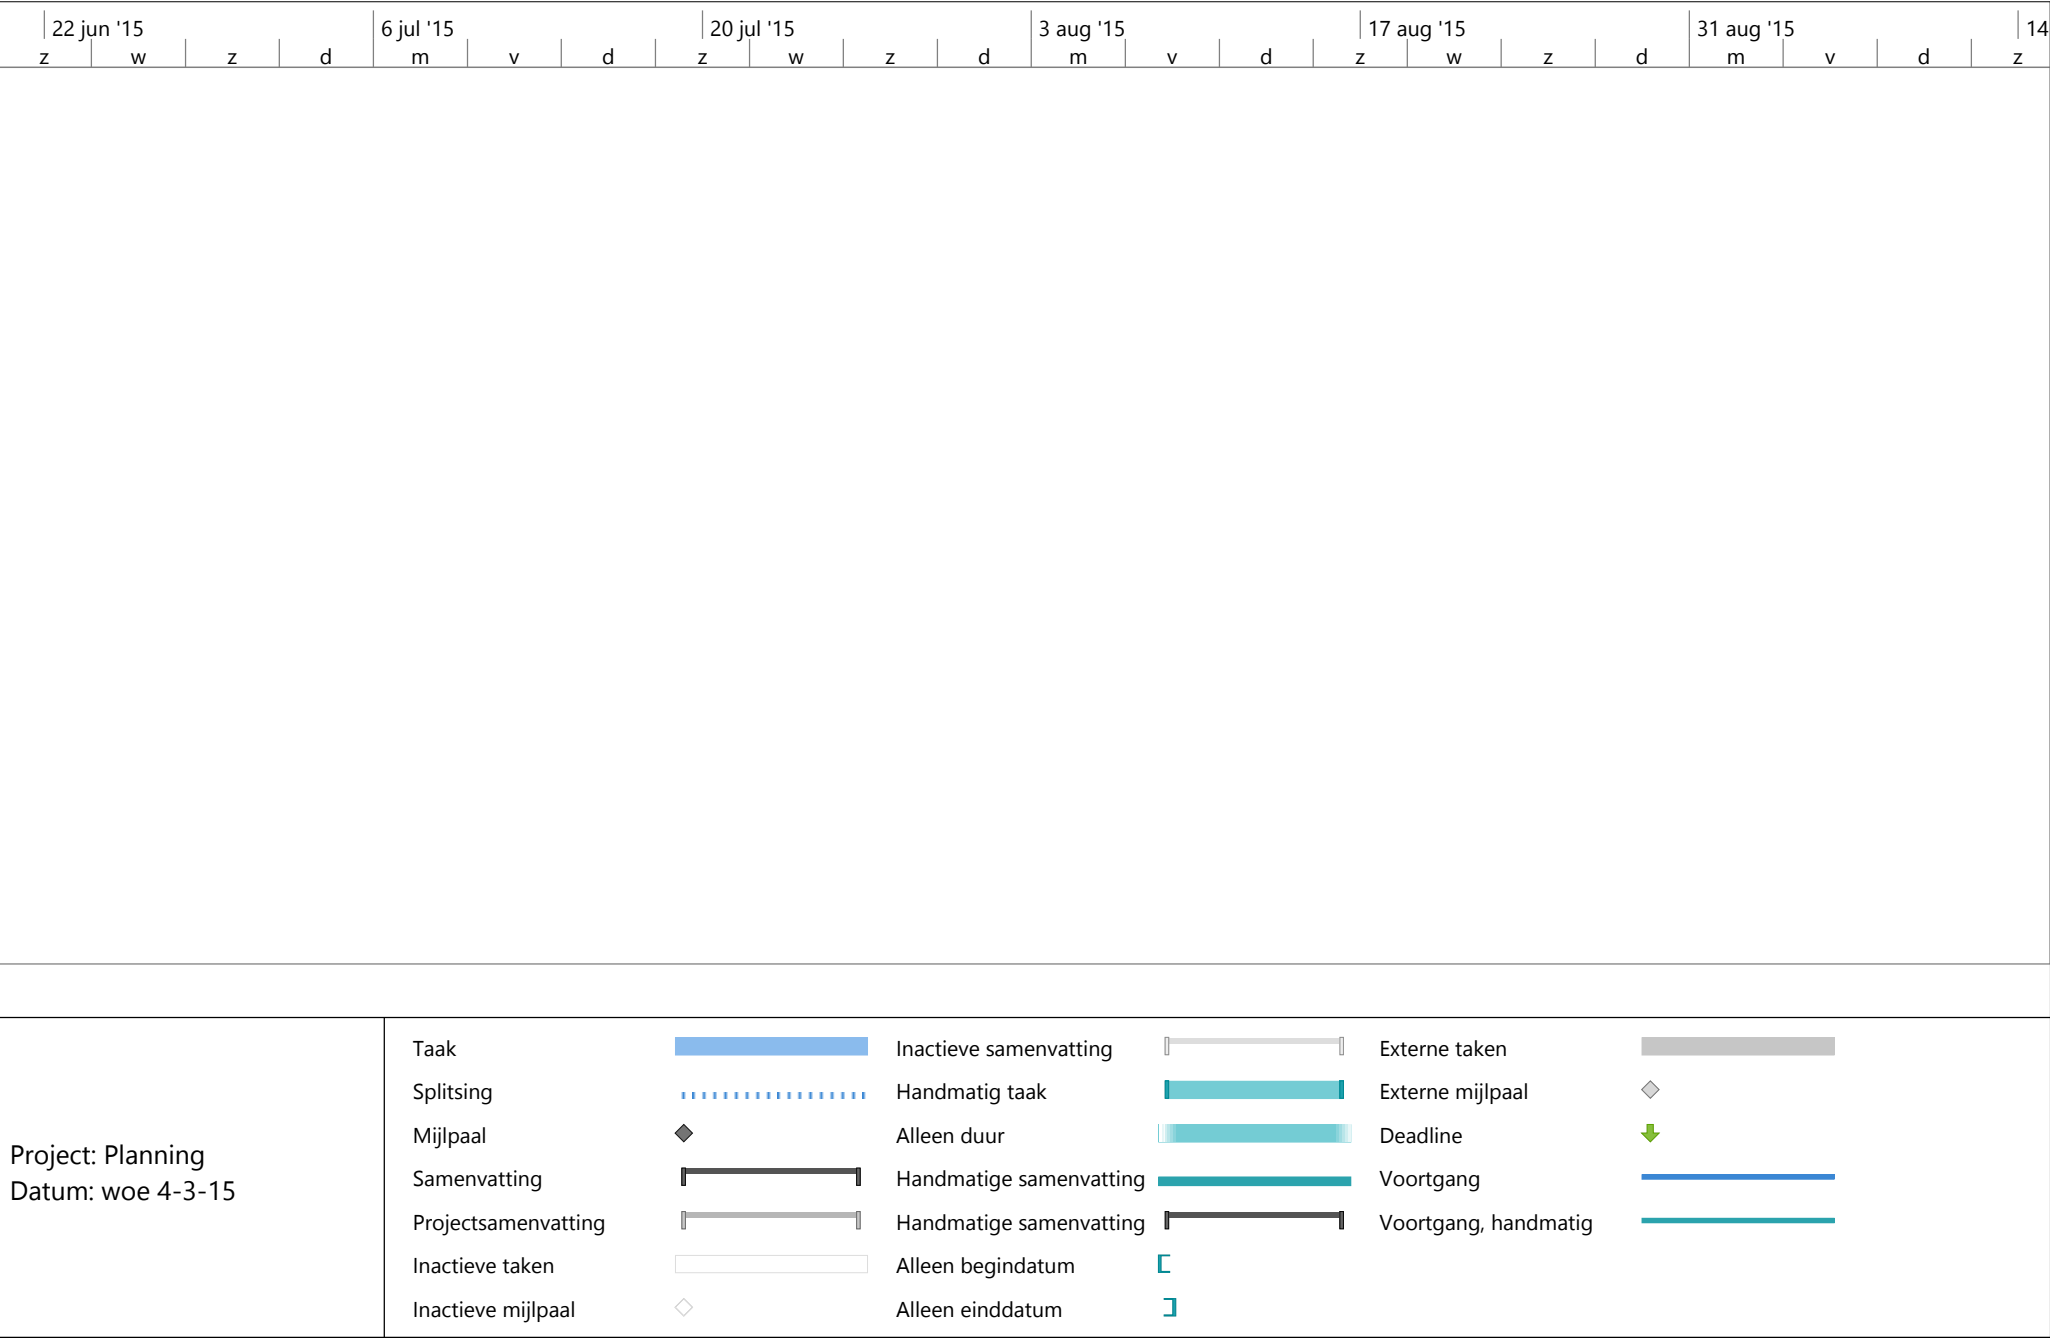 22 jun '15 6 jul '15 20 jul '15 3 aug '15 17 aug '15 31 aug '15 14
z w z d m v d z w z d m v d z w z d m v d z
Project: Planning
Datum: woe 4-3-15
Taak
Splitsing
Mijlpaal
Samenvatting
Projectsamenvatting
Inactieve taken
Inactieve mijlpaal
Inactieve samenvatting
Handmatig taak
Alleen duur
Handmatige samenvatting
Handmatige samenvatting
Alleen begindatum
Alleen einddatum
Externe taken
Externe mijlpaal
Deadline
Voortgang
Voortgang, handmatig